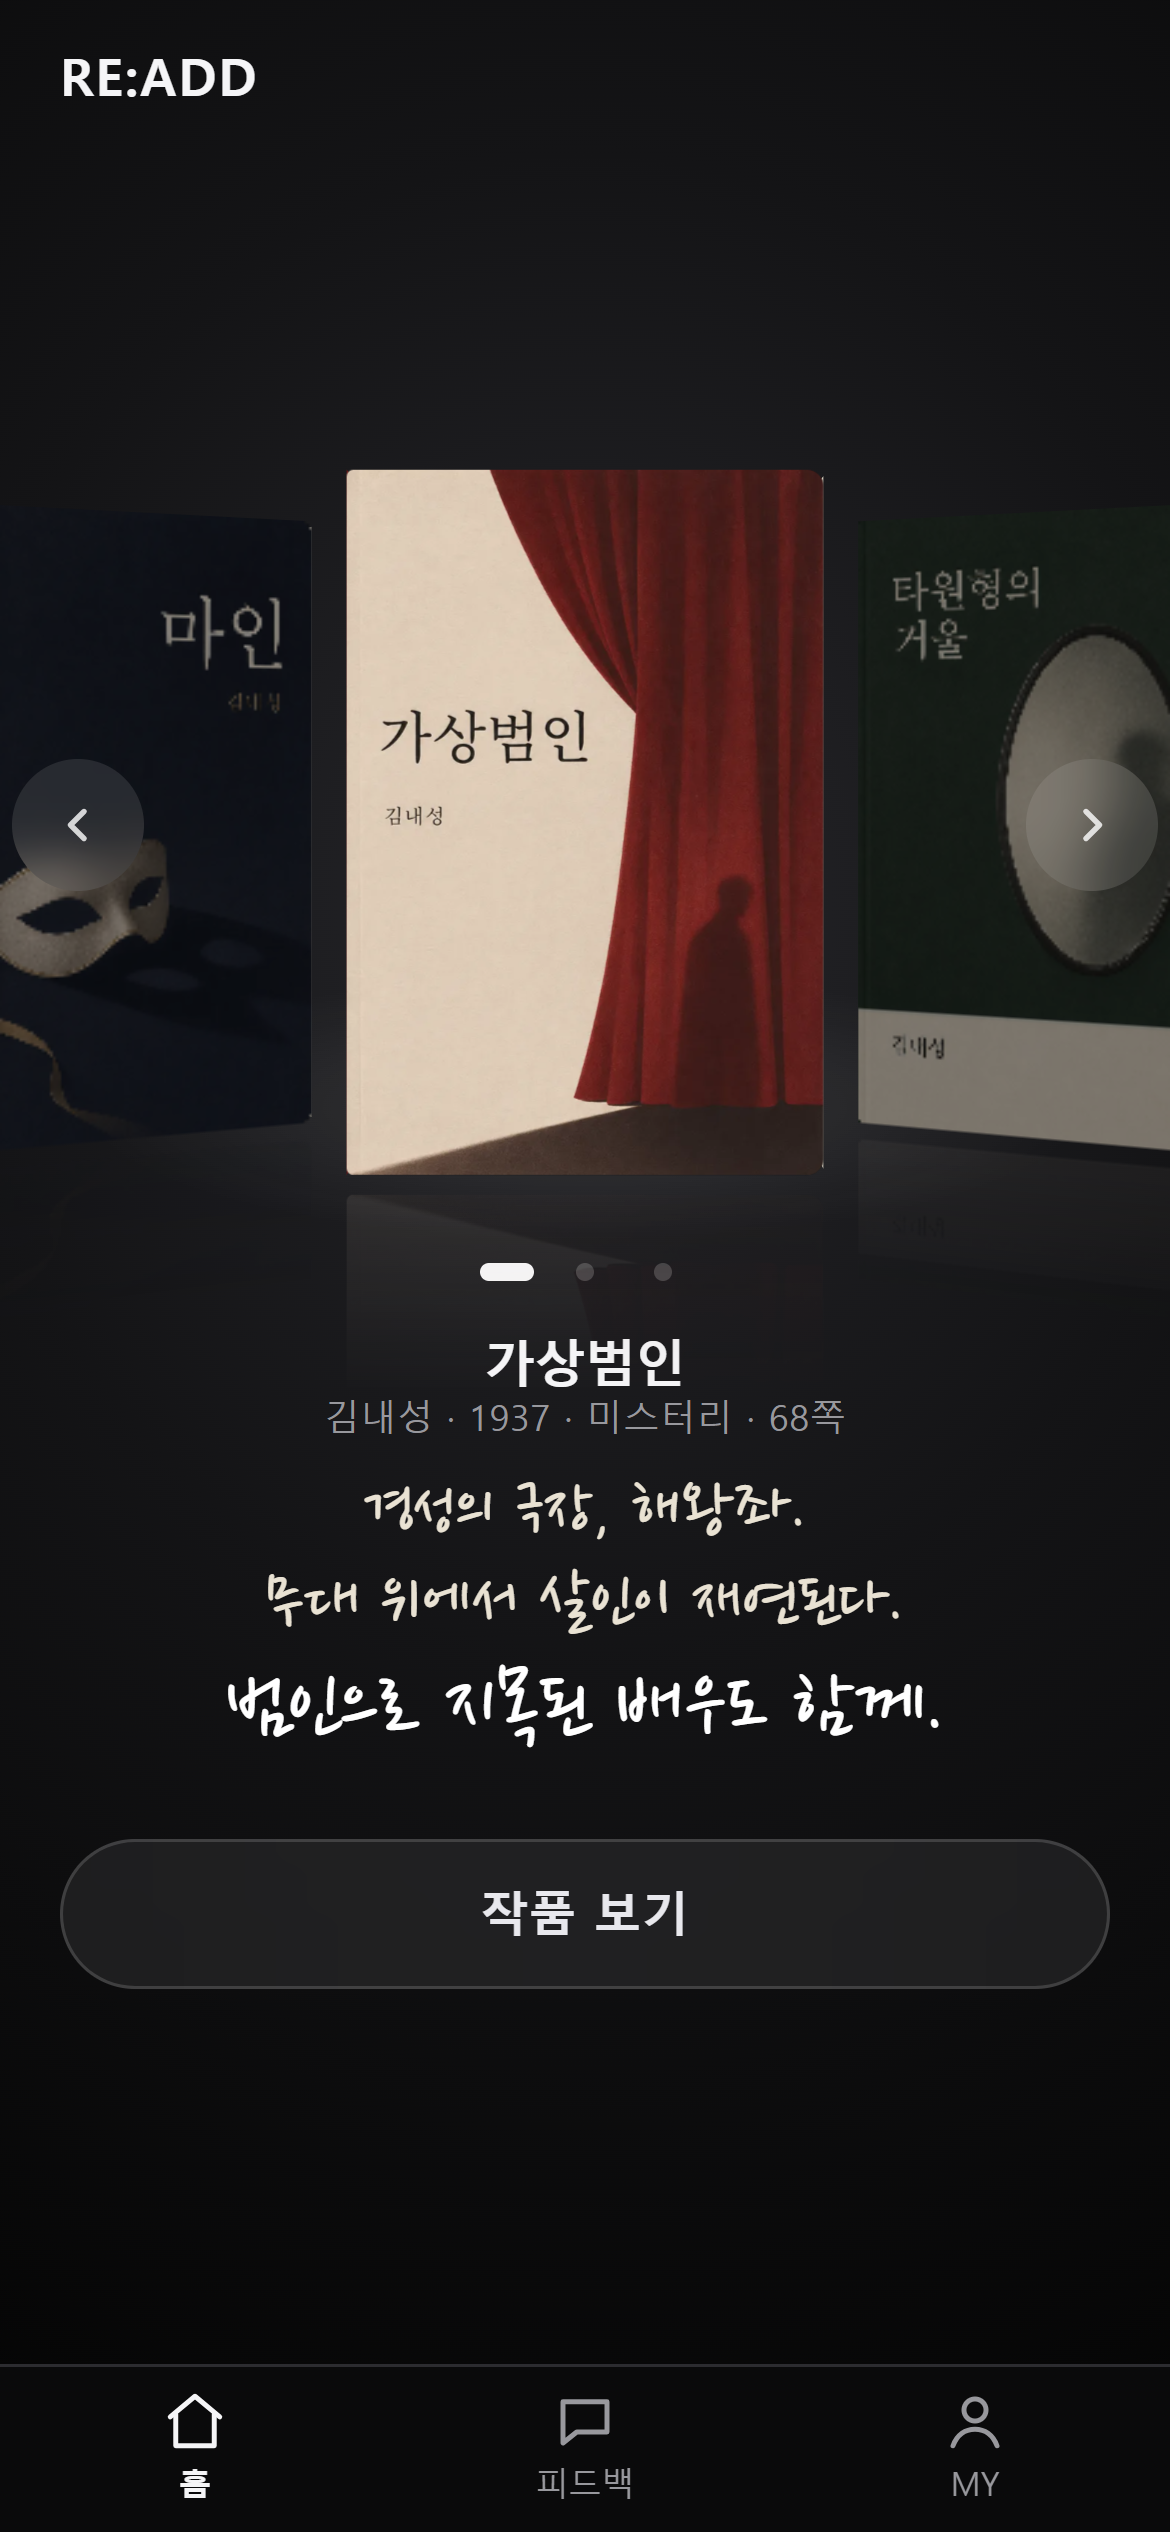 RE:ADD
마인
김내성
가상범인
김내성
타원형의
거울
김내성
가상범인
김내성 · 1937 · 미스터리 · 68쪽
경성의 극장, 해왕좌.
무대 위에서 살인이 재연된다.
범인으로 지목된 배우도 함께.
작품 보기
홈
피드백
MY